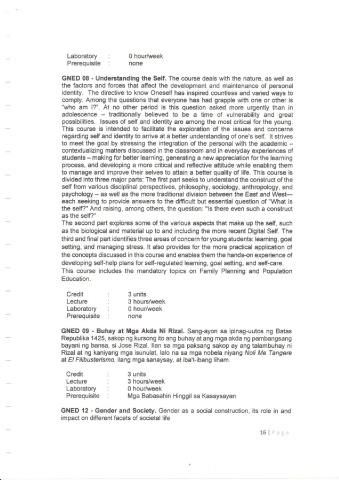 Laboratory : 0 hour/week
Prerequisite : none
GNED 08 - Understanding the Self. The course deals with the nature, as well as
the factors and forces that affect the development and maintenance of personal
identity. The directive to know Oneself has inspired countless and varied ways to
comply. Among the questions that everyone has had grapple with one or other is
"who am I?". At no other period is this question asked more urgently than in
adolescence – traditionally believed to be a time of vulnerability and great
possibilities. Issues of self and identity are among the most critical for the young.
This course is intended to facilitate the exploration of the issues and concerns
regarding self and identity to arrive at a better understanding of one's self. It strives
to meet the goal by stressing the integration of the personal with the academic –
contextualizing matters discussed in the classroom and in everyday experiences of
students – making for better learning, generating a new appreciation for the learning
process, and developing a more critical and reflective attitude while enabling them
to manage and improve their selves to attain a better quality of life. This course is
divided into three major parts: The first part seeks to understand the construct of the
self from various disciplinal perspectives, philosophy, sociology, anthropology, and
psychology – as well as the more traditional division between the East and West—
each seeking to provide answers to the difficult but essential question of "What is
the self?" And raising, among others, the question: "Is there even such a construct
as the self?"
The second part explores some of the various aspects that make up the self, such
as the biological and material up to and including the more recent Digital Self. The
third and final part identifies three areas of concern for young students: learning, goal
setting, and managing stress. It also provides for the more practical application of
the concepts discussed in this course and enables them the hands-on experience of
developing self-help plans for self-regulated learning, goal setting, and self-care.
This course includes the mandatory topics on Family Planning and Population
Education.
Credit : 3 units
Lecture : 3 hours/week
Laboratory : 0 hour/week
Prerequisite : none
GNED 09 - Buhay at Mga Akda Ni Rizal. Sang-ayon sa ipinag-uutos ng Batas
Republika 1425, sakop ng kursong ito ang buhay at ang mga akda ng pambangsang
bayani ng bansa, si Jose Rizal. Ilan sa mga paksang sakop ay ang talambuhay ni
Rizal at ng kaniyang mga isinulat, lalo na sa mga nobela niyang Noli Me Tangere
at El Filibusterismo, ilang mga sanaysay, at iba't-ibang liham.
Credit : 3 units
Lecture : 3 hours/week
Laboratory : 0 hour/week
Prerequisite : Mga Babasahin Hinggil sa Kasaysayan
GNED 12 - Gender and Society. Gender as a social construction, its role in and
impact on different facets of societal life
16 | Page